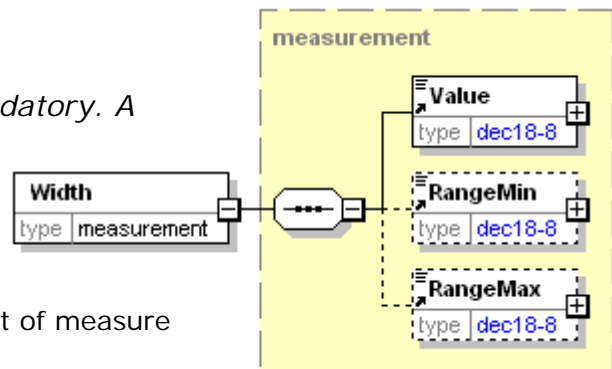 measurement
datory. A
Value
type dec18-8
Width
type measurement
RangeMin
type dec18-8
RangeMax
type dec18-8
t of measure